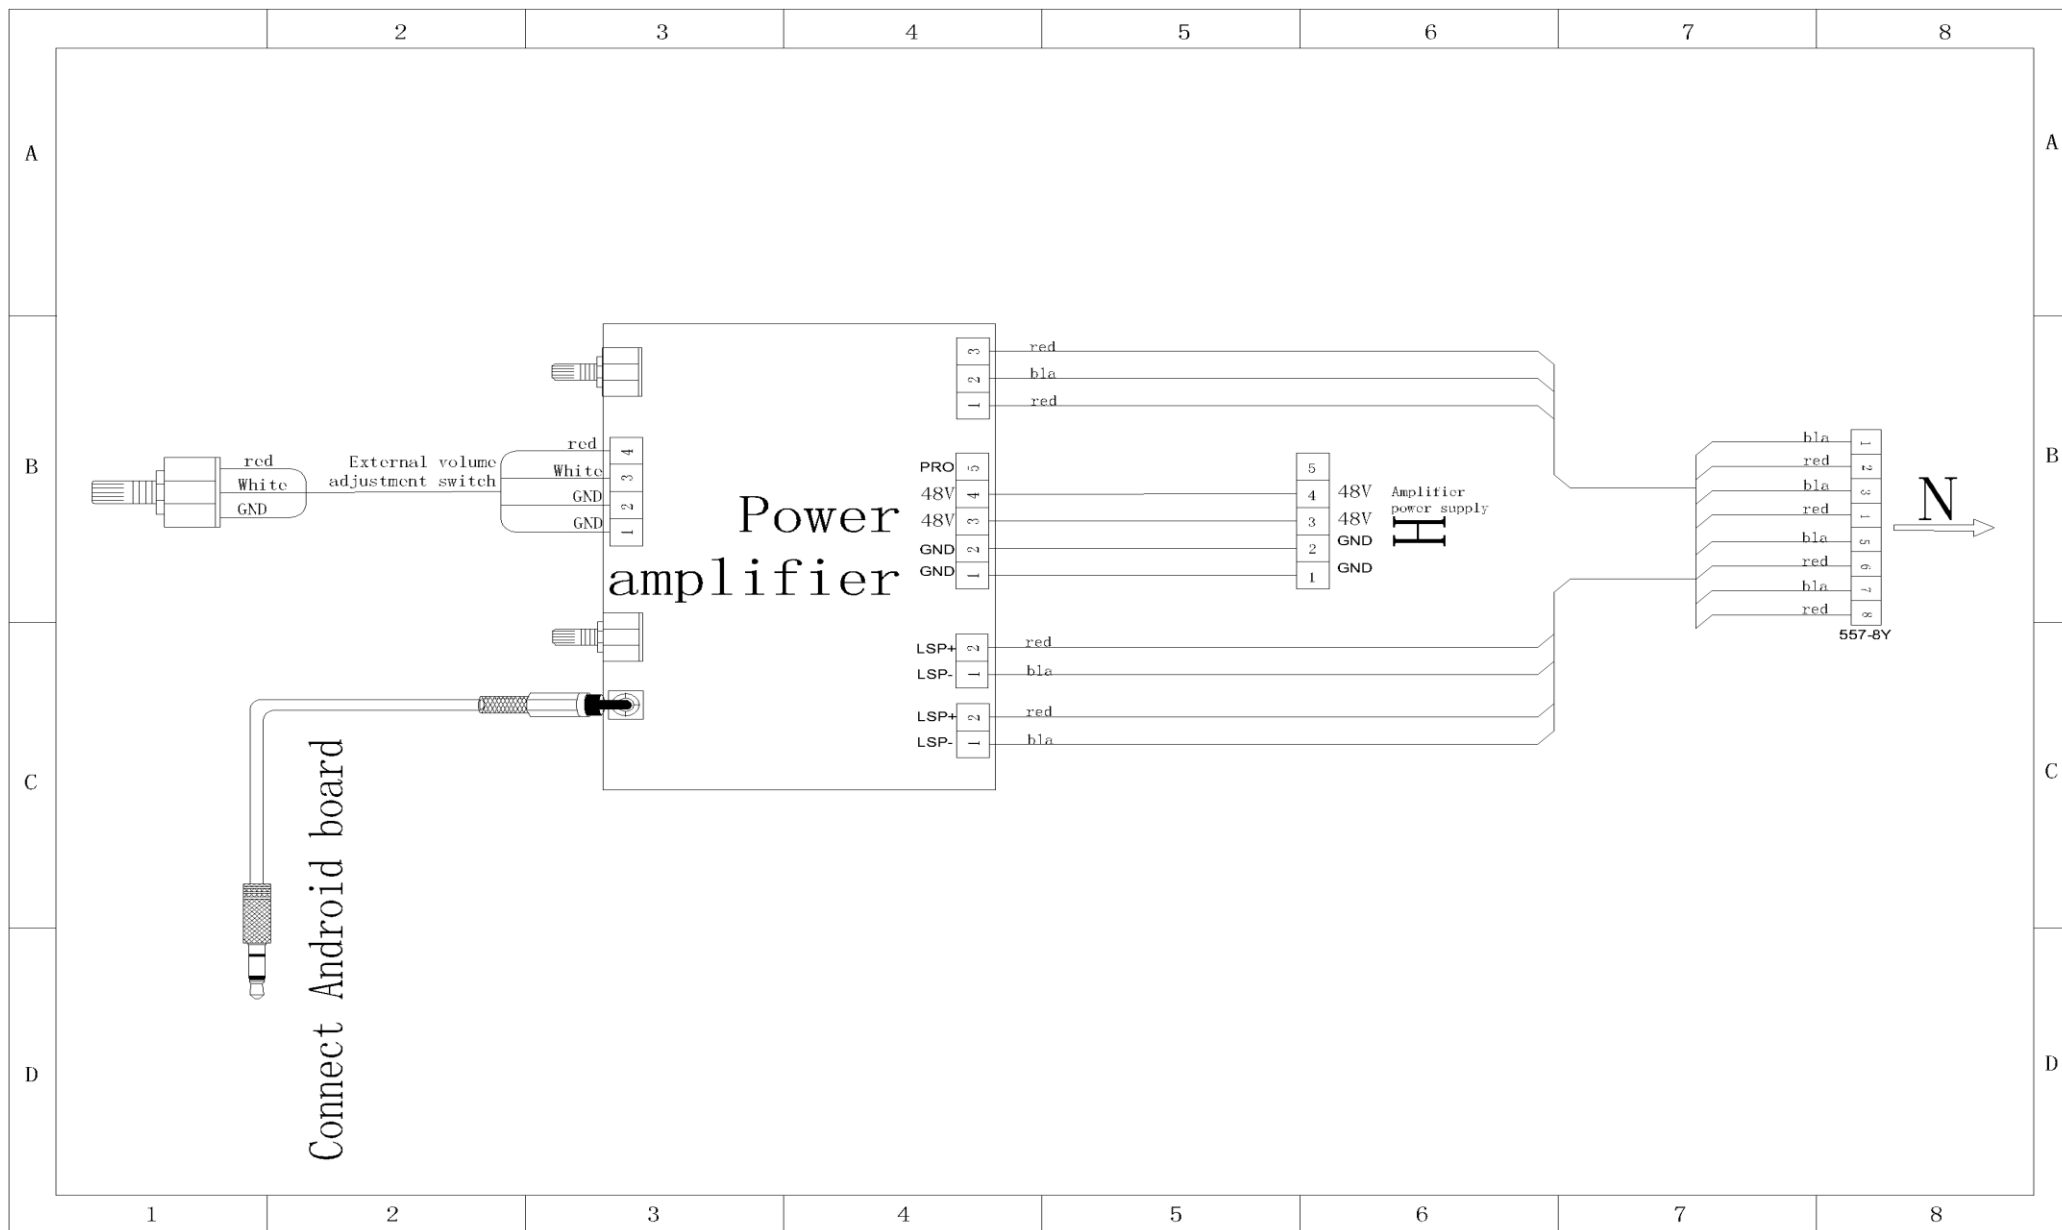 2 3 4 5 6 7 8
A A
3 red
2 bla
1 red
B B
red
White
GND
External volume
adjustment switch
red 4
White 3
GND 2
GND 1
Power
amplifier
PRO 5
48V 4
48V 3
GND 2
GND 1
5
4 48V
3 48V
2 GND
1 GND
Amplifier
power supply
H
bla 1
red 2
bla 3
red 1
bla 5
red 6
bla 7
red 8
557-8Y
N
LSP+ 2 red
LSP- 1 bla
LSP+ 2 red
LSP- 1 bla
C C
Connect Android board
D D
1 2 3 4 5 6 7 8